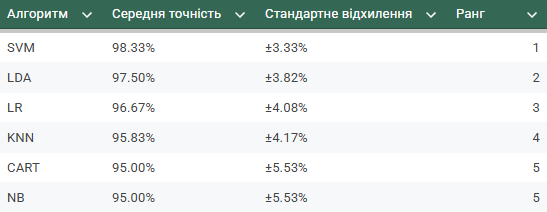 Алгоритм Середня точність Стандартне відхилення Ранг
SVM 98.33% ±3.33% 1
LDA 97.50% ±3.82% 2
LR 96.67% ±4.08% 3
KNN 95.83% ±4.17% 4
CART 95.00% ±5.53% 5
NB 95.00% ±5.53% 5